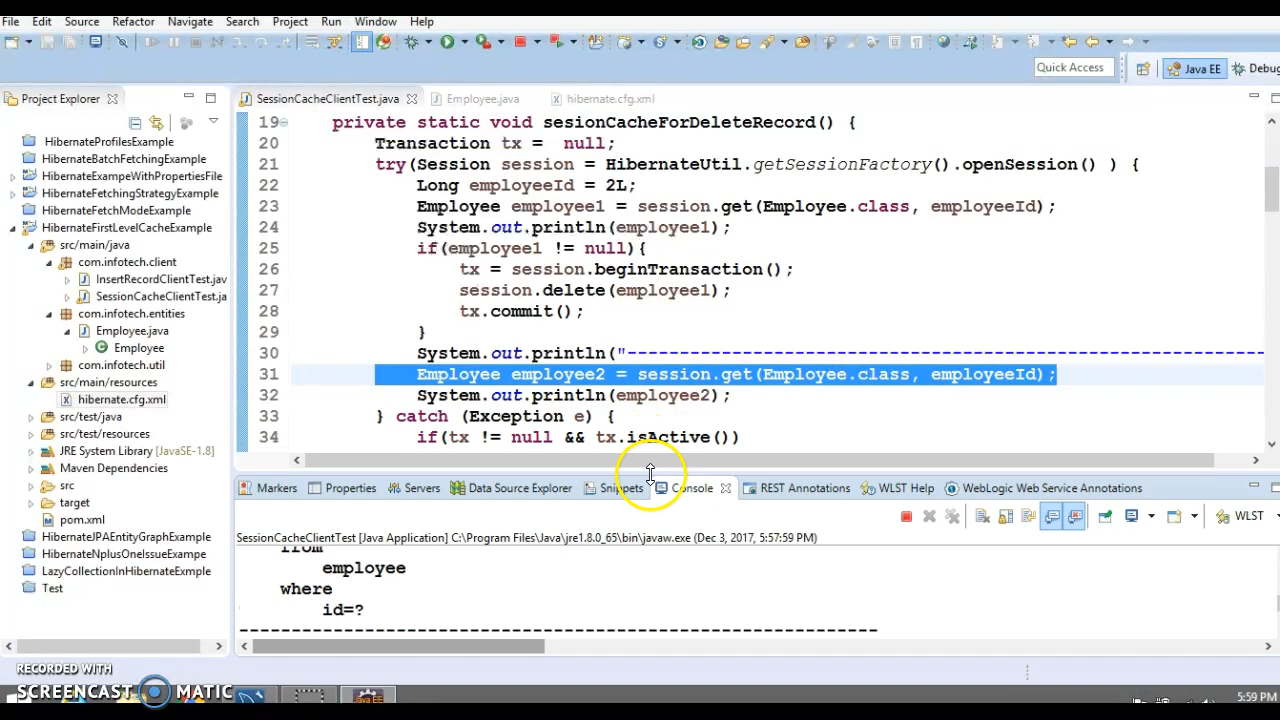 File Edit Source Refactor Navigate Search Project Run Window Help
Quick Access Java EE Debug
Project Explorer
SessionCacheClientTest.java Employee.java hibernate.cfg.xml
HibernateProfilesExample
HibernateBatchFetchingExample
HibernateExampeWithPropertiesFile
HibernateFetchingStrategyExample
HibernateFetchModeExample
HibernateFirstLevelCacheExample
src/main/java
com.infotech.client
InsertRecordClientTest.jav
SessionCacheClientTest.ja
com.infotech.entities
Employee.java
Employee
com.infotech.util
src/main/resources
hibernate.cfg.xml
src/test/java
src/test/resources
JRE System Library [JavaSE-1.8]
Maven Dependencies
src
target
pom.xml
HibernateJPAEntityGraphExample
HibernateNplusOneIssueExampe
LazyCollectionInHibernateExmple
Test
19 private static void sesionCacheForDeleteRecord() {
20 Transaction tx = null;
21 try(Session session = HibernateUtil.getSessionFactory().openSession() ) {
22 Long employeeId = 2L;
23 Employee employee1 = session.get(Employee.class, employeeId);
24 System.out.println(employee1);
25 if(employee1 != null){
26 tx = session.beginTransaction();
27 session.delete(employee1);
28 tx.commit();
29 }
30 System.out.println("-------------------------------------------------------------
31 Employee employee2 = session.get(Employee.class, employeeId);
32 System.out.println(employee2);
33 } catch (Exception e) {
34 if(tx != null && tx.isActive())
Markers Properties Servers Data Source Explorer Snippets Console REST Annotations WLST Help WebLogic Web Service Annotations
WLST
SessionCacheClientTest [Java Application] C:\Program Files\Java\jre1.8.0_65\bin\javaw.exe (Dec 3, 2017, 5:57:59 PM)
from
employee
where
id=?
-------------------------------------------------------------
RECORDED WITH
SCREENCAST MATIC
5:59 PM